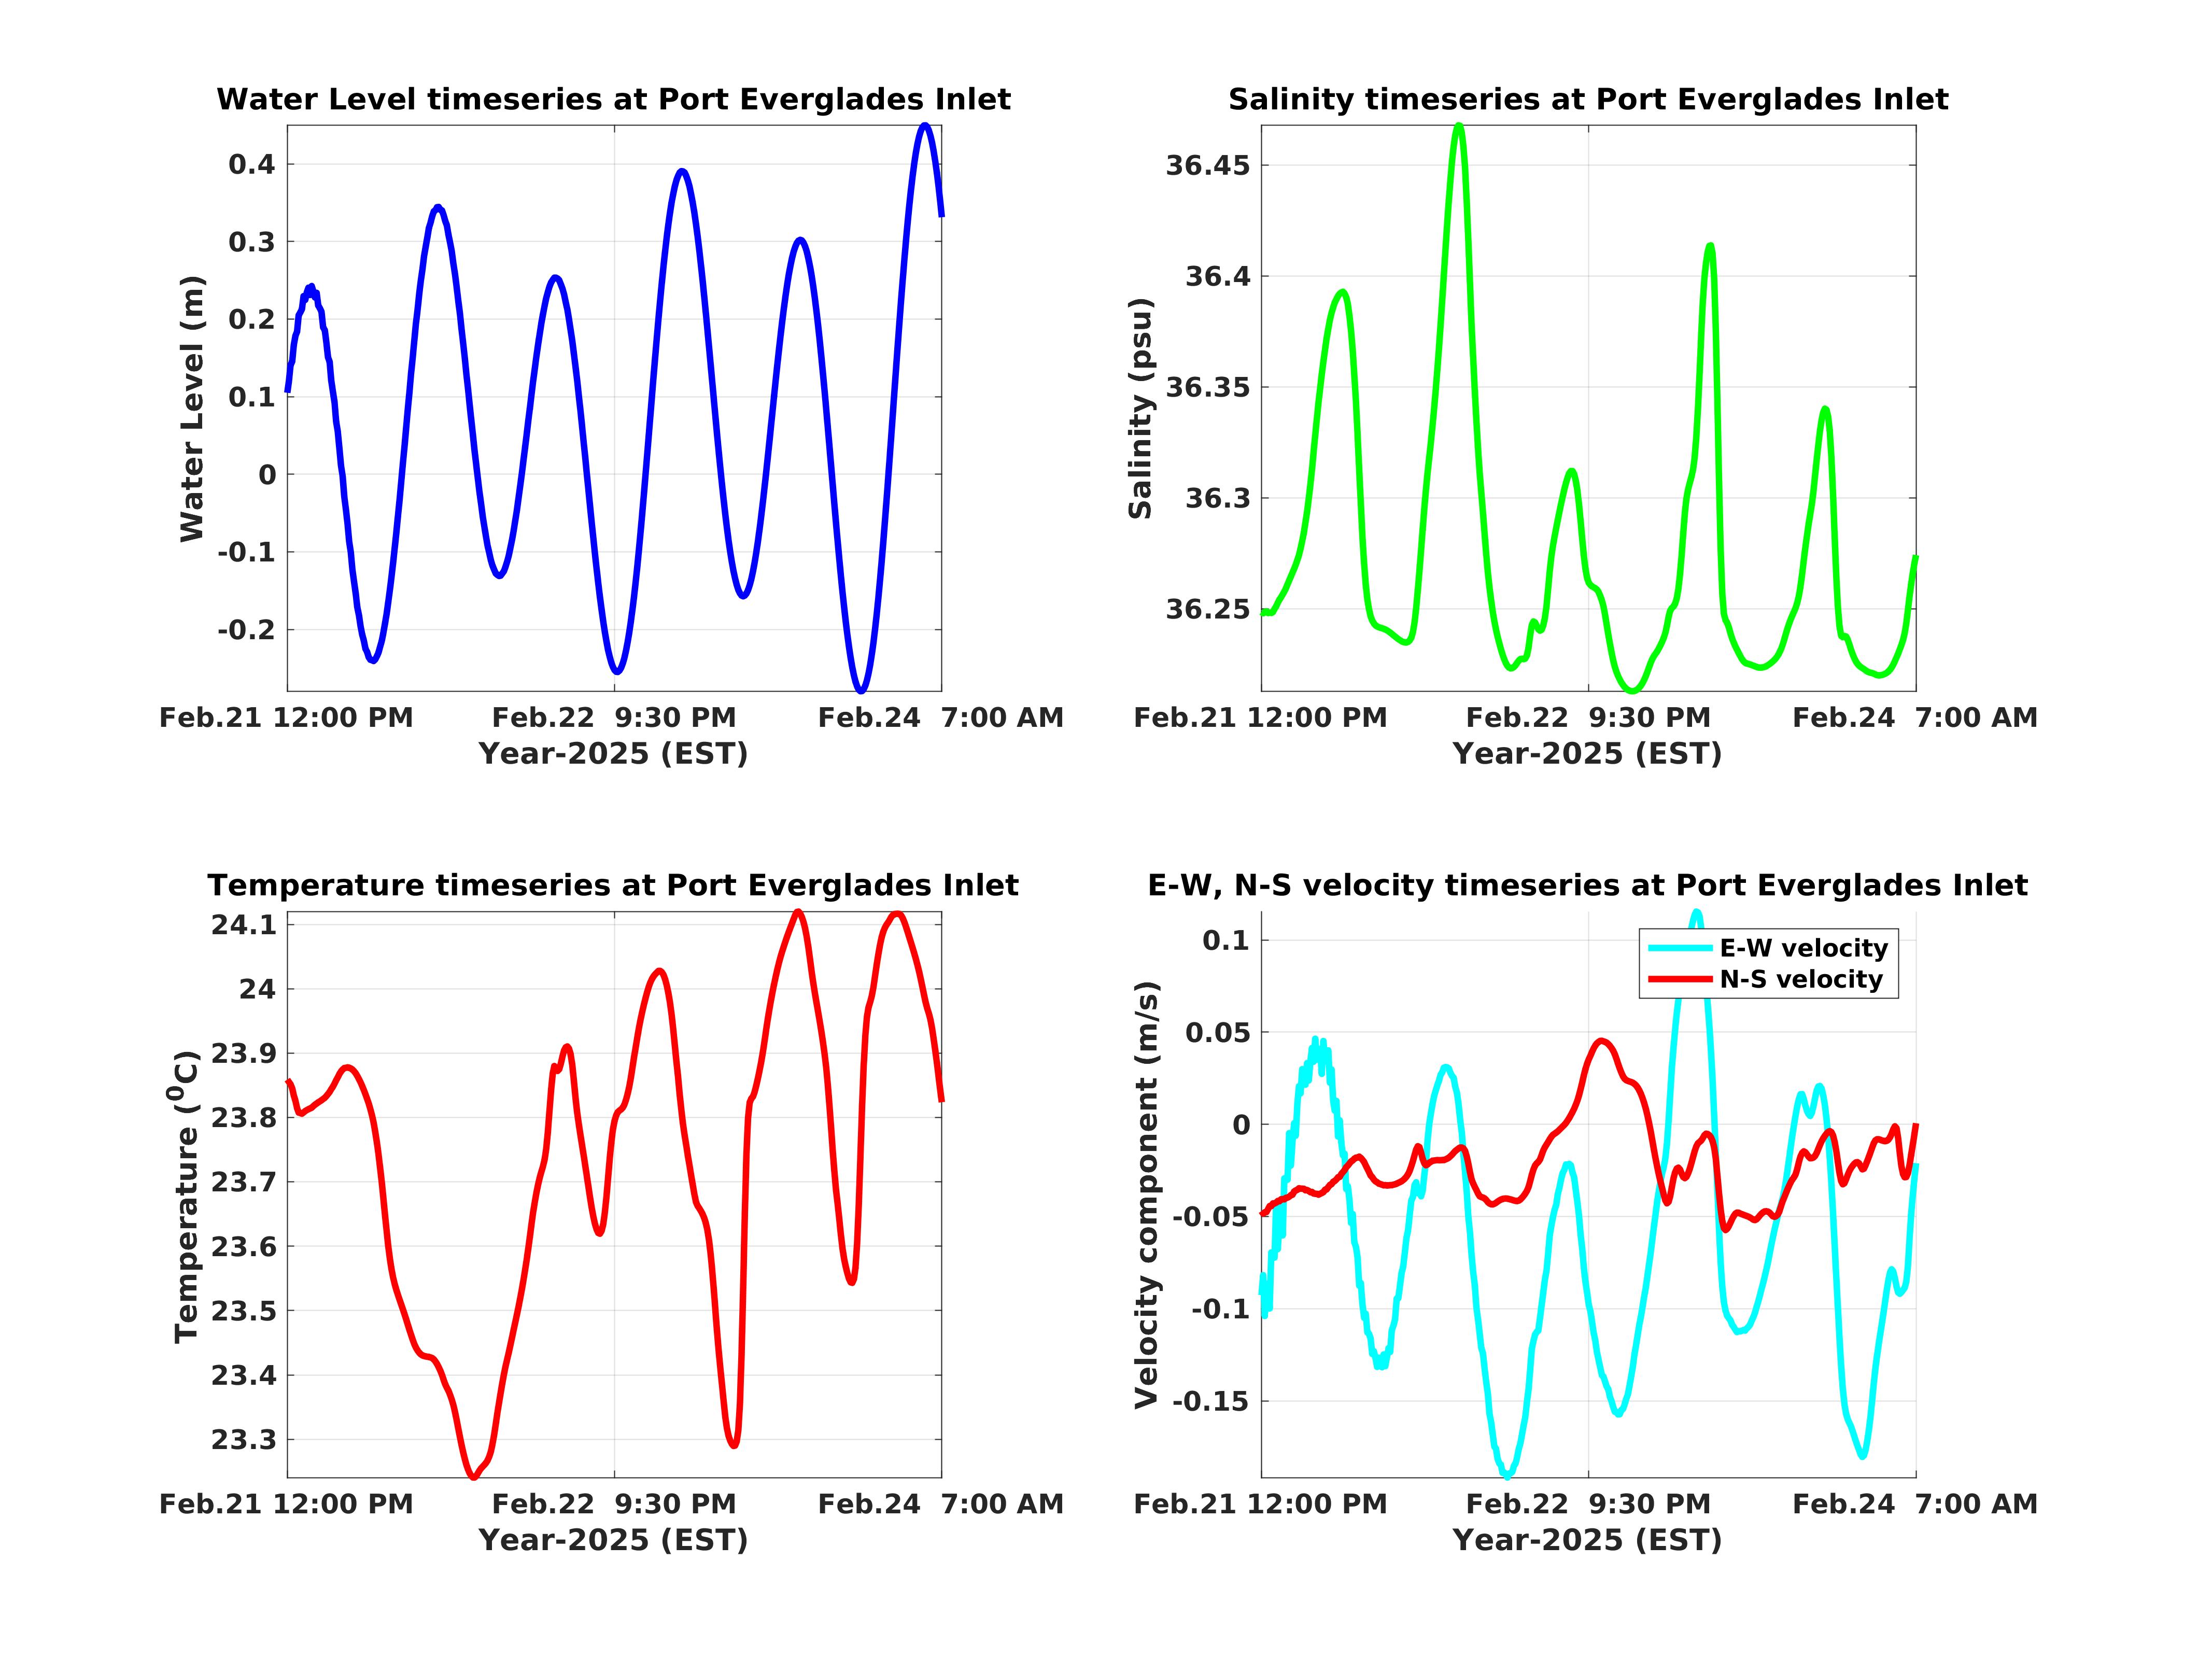 Water Level timeseries at Port Everglades Inlet
Water Level (m)
0.4
0.3
0.2
0.1
0
-0.1
-0.2
Feb.21 12:00 PM
Feb.22 9:30 PM
Feb.24 7:00 AM
Year-2025 (EST)
Salinity timeseries at Port Everglades Inlet
Salinity (psu)
36.45
36.4
36.35
36.3
36.25
Feb.21 12:00 PM
Feb.22 9:30 PM
Feb.24 7:00 AM
Year-2025 (EST)
Temperature timeseries at Port Everglades Inlet
Temperature (⁰C)
24.1
24
23.9
23.8
23.7
23.6
23.5
23.4
23.3
Feb.21 12:00 PM
Feb.22 9:30 PM
Feb.24 7:00 AM
Year-2025 (EST)
E-W, N-S velocity timeseries at Port Everglades Inlet
Velocity component (m/s)
0.1
0.05
0
-0.05
-0.1
-0.15
E-W velocity
N-S velocity
Feb.21 12:00 PM
Feb.22 9:30 PM
Feb.24 7:00 AM
Year-2025 (EST)